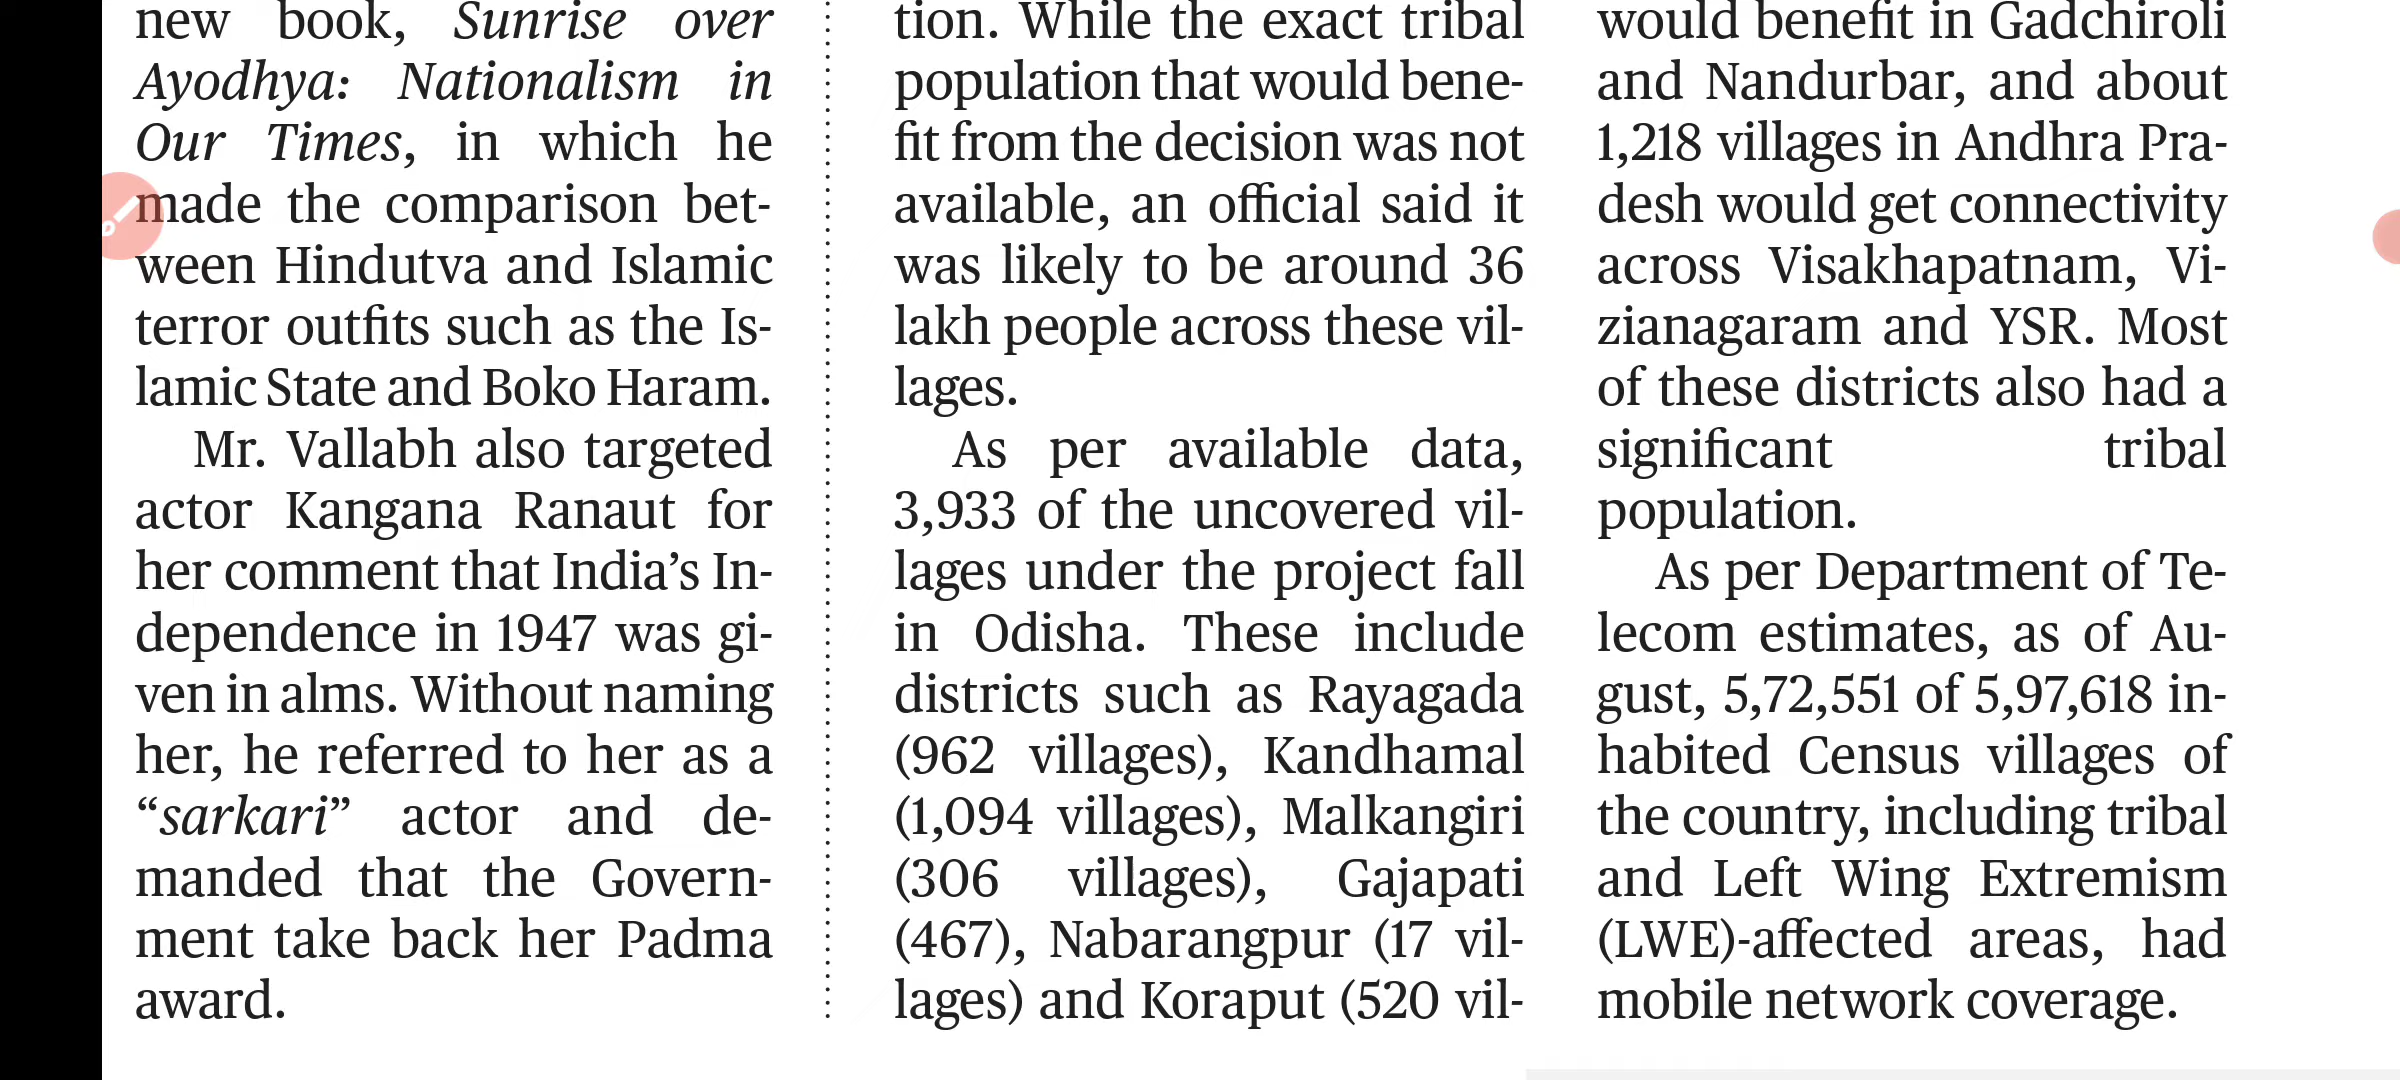 new book, Sunrise over
Ayodhya: Nationalism in
Our Times, in which he
made the comparison bet-
ween Hindutva and Islamic
terror outfits such as the Is-
lamic State and Boko Haram.
Mr. Vallabh also targeted
actor Kangana Ranaut for
her comment that India’s In-
dependence in 1947 was gi-
ven in alms. Without naming
her, he referred to her as a
“sarkari” actor and de-
manded that the Govern-
ment take back her Padma
award.
tion. While the exact tribal
population that would bene-
fit from the decision was not
available, an official said it
was likely to be around 36
lakh people across these vil-
lages.
As per available data,
3,933 of the uncovered vil-
lages under the project fall
in Odisha. These include
districts such as Rayagada
(962 villages), Kandhamal
(1,094 villages), Malkangiri
(306 villages), Gajapati
(467), Nabarangpur (17 vil-
lages) and Koraput (520 vil-
would benefit in Gadchiroli
and Nandurbar, and about
1,218 villages in Andhra Pra-
desh would get connectivity
across Visakhapatnam, Vi-
zianagaram and YSR. Most
of these districts also had a
significant tribal
population.
As per Department of Te-
lecom estimates, as of Au-
gust, 5,72,551 of 5,97,618 in-
habited Census villages of
the country, including tribal
and Left Wing Extremism
(LWE)-affected areas, had
mobile network coverage.